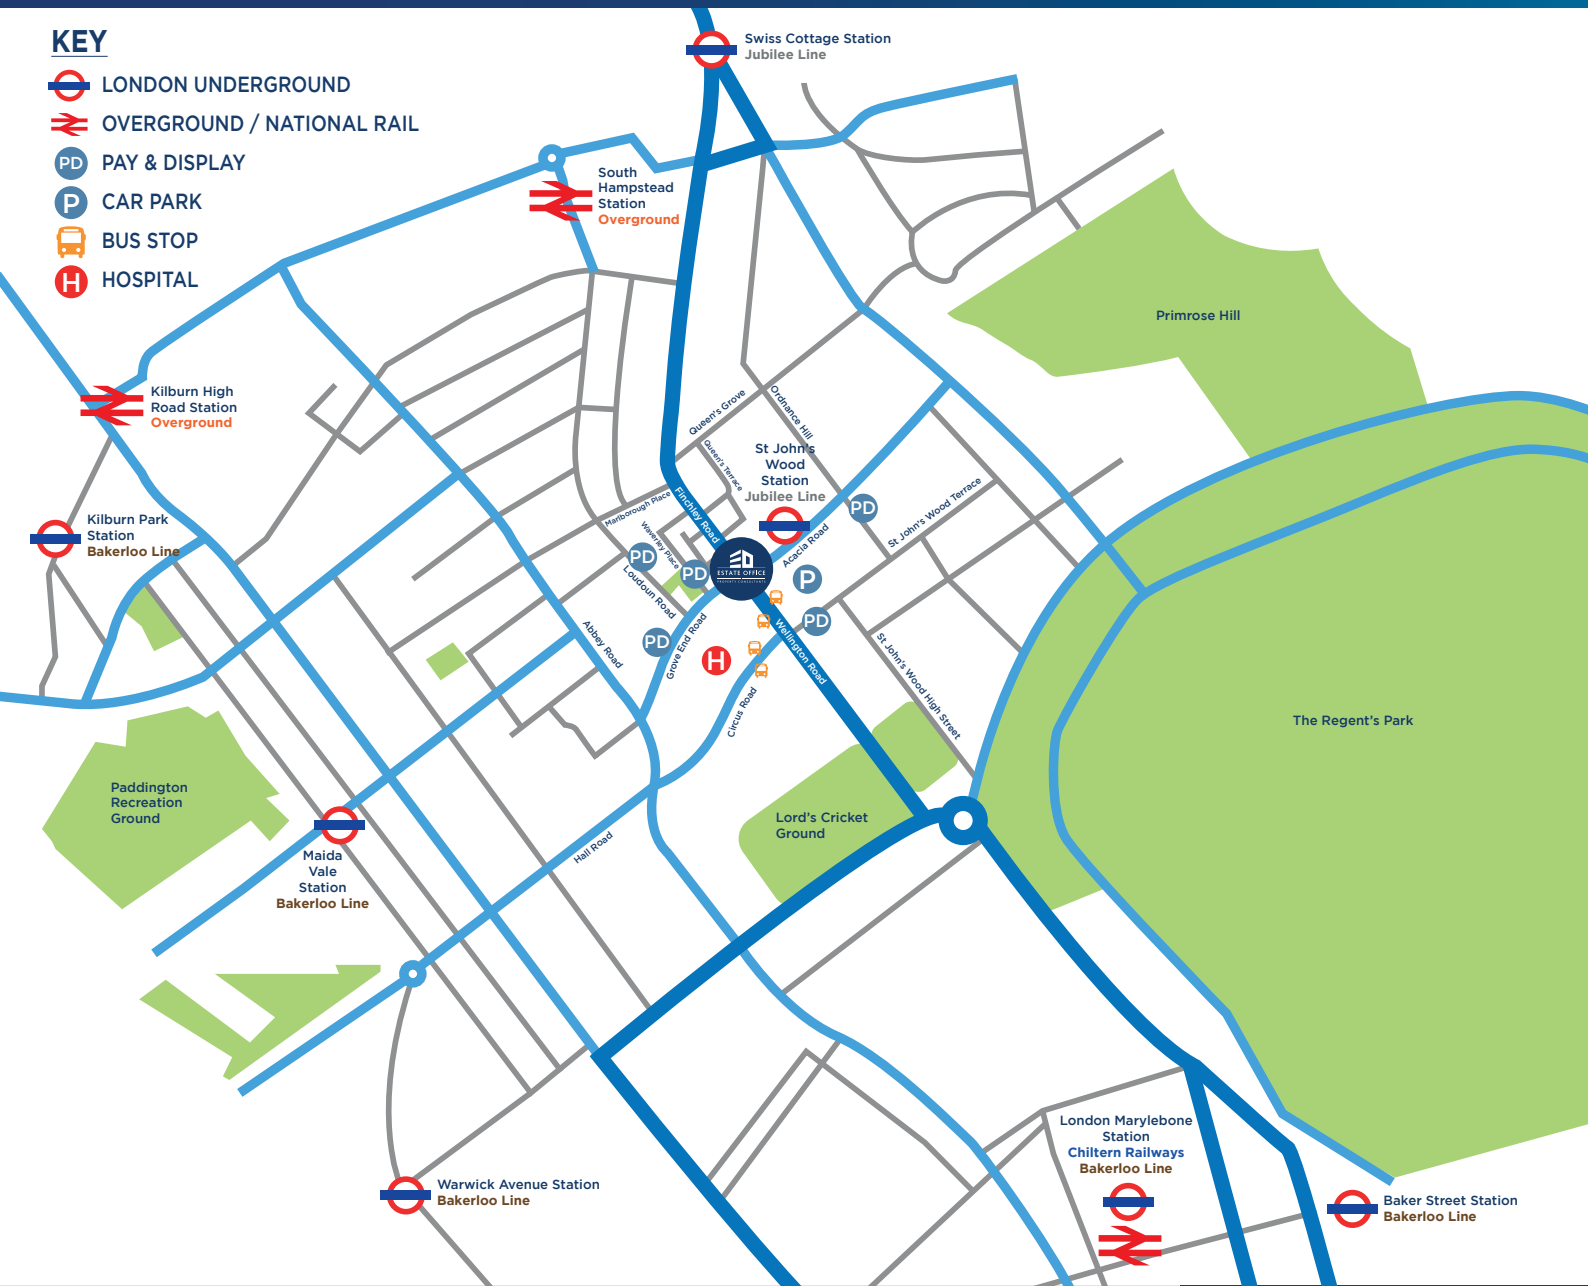 KEY
LONDON UNDERGROUND
OVERGROUND / NATIONAL RAIL
PD
PAY & DISPLAY
P
CAR PARK
BUS STOP
H
HOSPITAL
Swiss Cottage Station
Jubilee Line
South
Hampstead
Station
Overground
Primrose Hill
Kilburn High
Road Station
Overground
Queen's Grove
Ordnance Hill
Queen's Terrace
St John's
Wood
Station
Jubilee Line
Marlborough Place
Finchley Road
St John's Wood Terrace
PD
Kilburn Park
Station
Bakerloo Line
Waverley Place
Acacia Road
PD
PD
ESTATE OFFICE
PROPERTY CONSULTANTS
P
Loudoun Road
PD
PD
Abbey Road
Grove End Road
H
Wellington Road
St John's Wood High Street
Circus Road
The Regent's Park
Paddington
Recreation
Ground
Lord's Cricket
Ground
Hall Road
Maida
Vale
Station
Bakerloo Line
London Marylebone
Station
Chiltern Railways
Bakerloo Line
Warwick Avenue Station
Bakerloo Line
Baker Street Station
Bakerloo Line